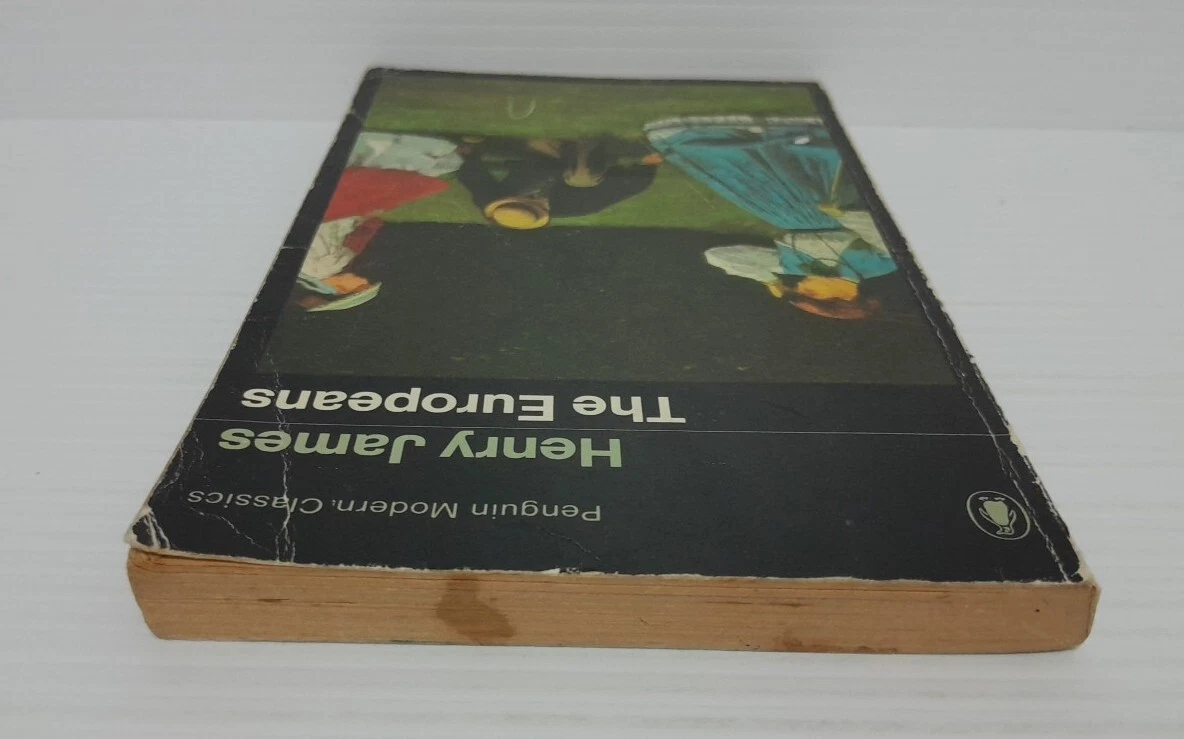 Penguin Modern Classics
Henry James
The Europeans